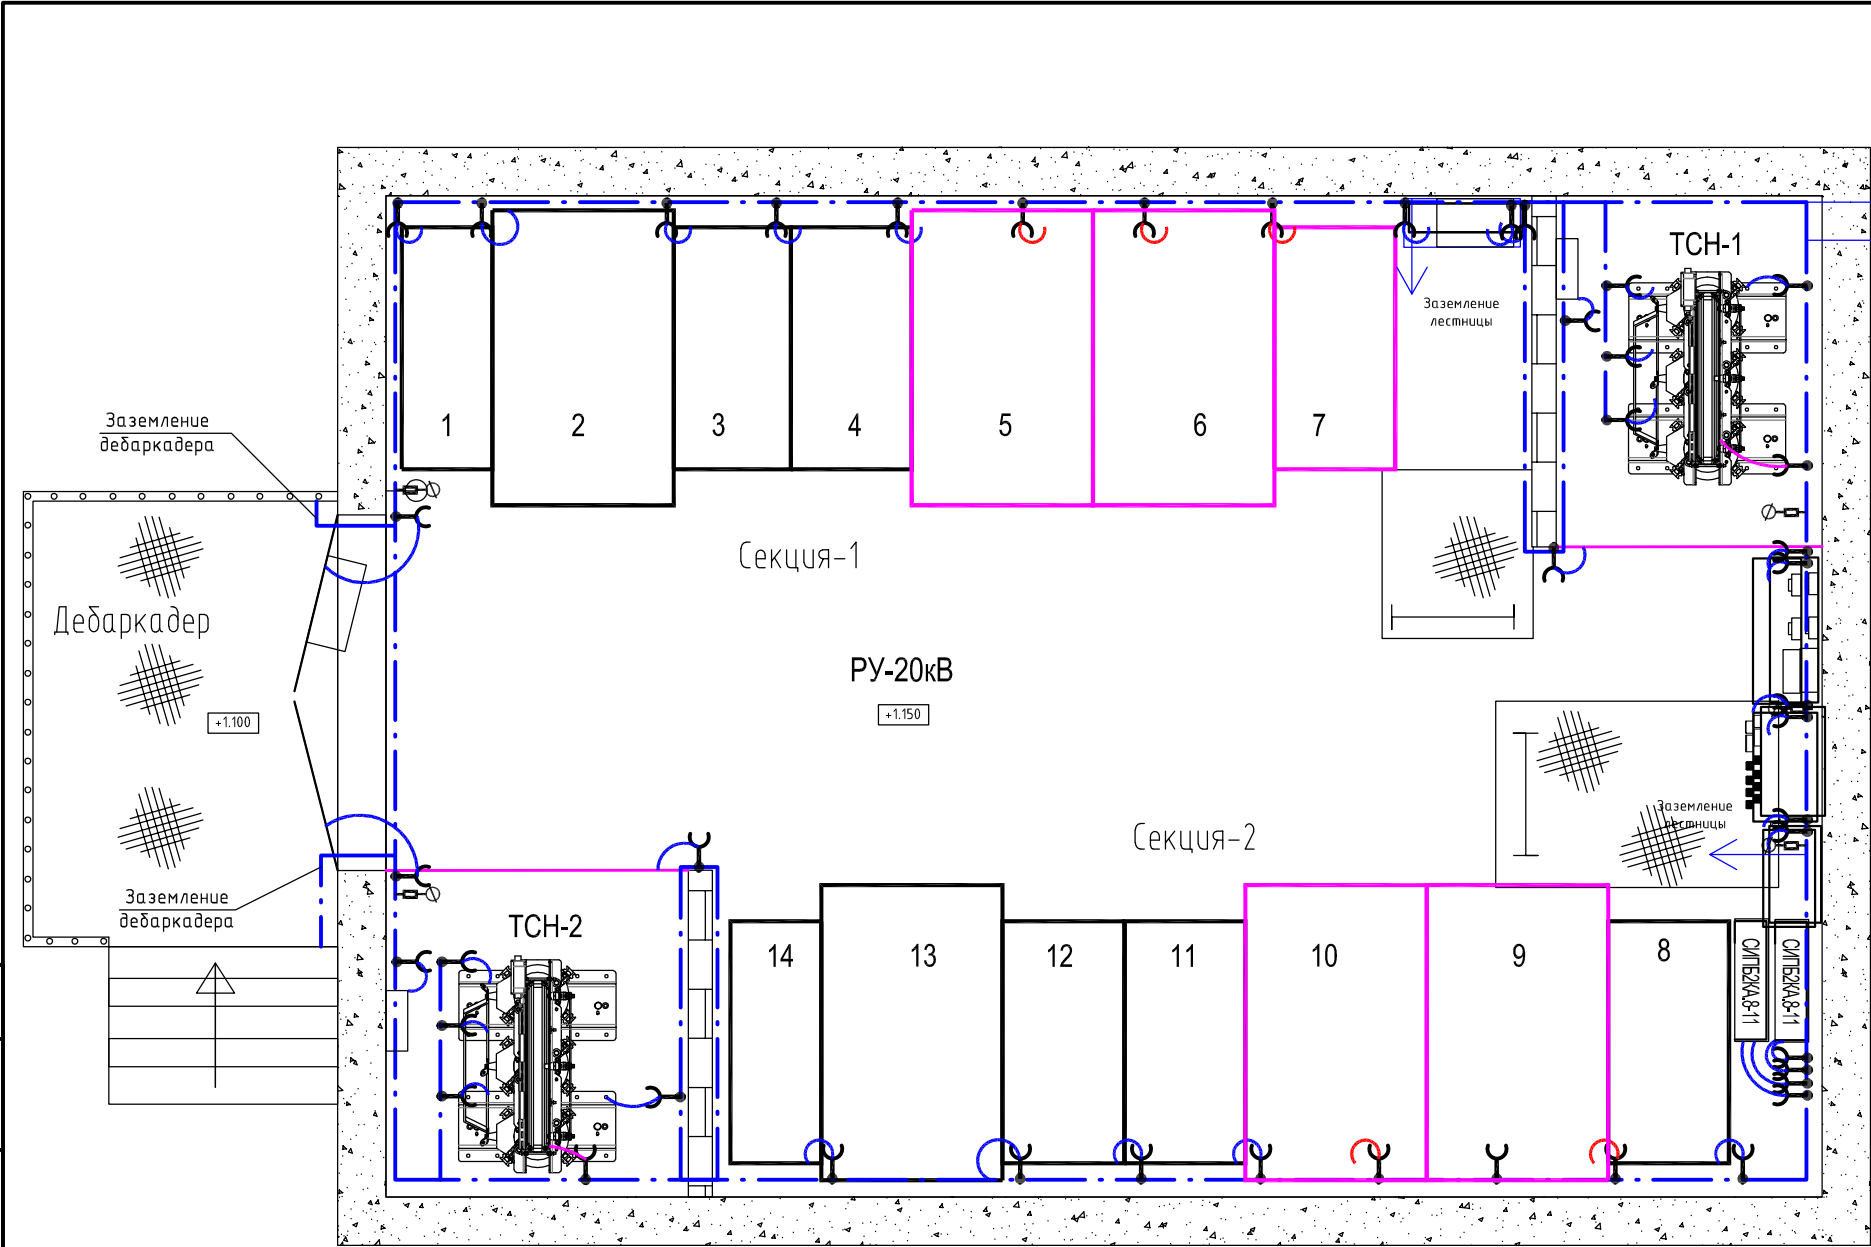 ТСН-1
Заземление
лестницы
1
2
3
4
5
6
7
Заземление
дебаркадера
Секция-1
Дебаркадер
РУ-20кВ
+1.100
+1.150
Заземление
лестницы
Секция-2
Заземление
дебаркадера
ТСН-2
14
13
12
11
10
9
8
СИПБ2КА.8-11
СИПБ2КА.8-11